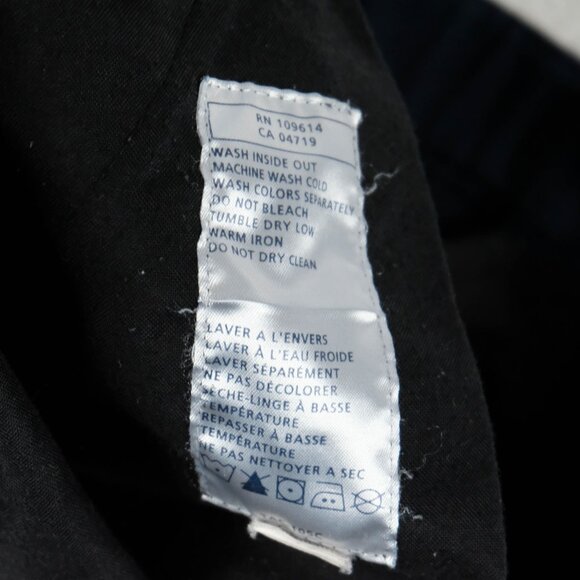 RN 109614
CA 04719
WASH INSIDE OUT
MACHINE WASH COLD
WASH COLORS SEPARATELY
DO NOT BLEACH
TUMBLE DRY LOW
WARM IRON
DO NOT DRY CLEAN
LAVER A L'ENVERS
LAVER À L'EAU FROIDE
LAVER SÉPARÉMENT
NE PAS DÉCOLORER
SÈCHE-LINGE À BASSE
TEMPÉRATURE
REPASSER À BASSE
TEMPÉRATURE
NE PAS NETTOYER A SEC